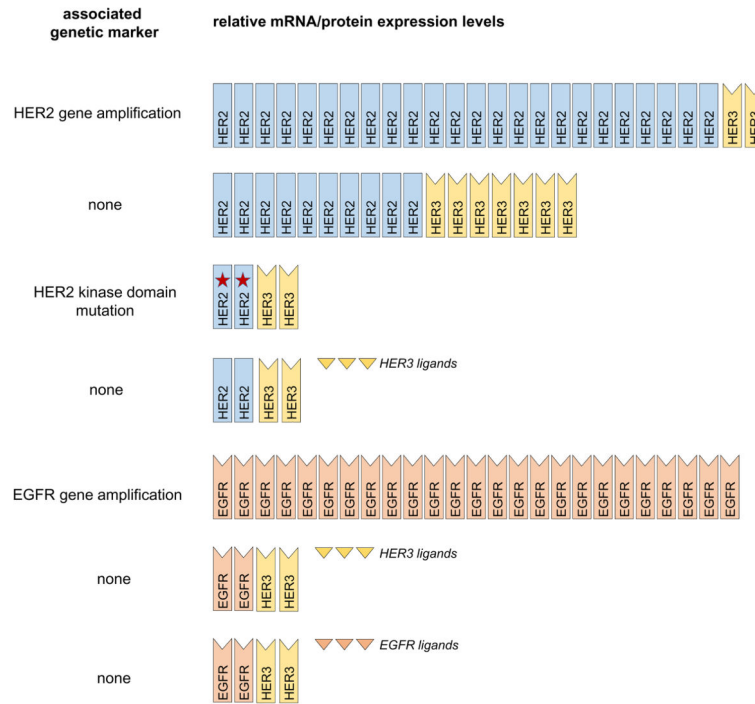 associated
genetic marker
relative mRNA/protein expression levels
HER2 gene amplification
HER2 HER2 HER2 HER2 HER2 HER2 HER2 HER2 HER2 HER2 HER2 HER2 HER2 HER2 HER2 HER2 HER2 HER2 HER2 HER2 HER2 HER2 HER2 HER2 HER3 HER3
none
HER2 HER2 HER2 HER2 HER2 HER2 HER2 HER2 HER2 HER2 HER3 HER3 HER3 HER3 HER3 HER3 HER3
HER2 kinase domain
mutation
HER2 HER2 HER3 HER3
none
HER2 HER2 HER3 HER3
HER3 ligands
EGFR gene amplification
EGFR EGFR EGFR EGFR EGFR EGFR EGFR EGFR EGFR EGFR EGFR EGFR EGFR EGFR EGFR EGFR EGFR EGFR EGFR EGFR EGFR EGFR EGFR EGFR EGFR
none
EGFR EGFR HER3 HER3
HER3 ligands
none
EGFR EGFR HER3 HER3
EGFR ligands